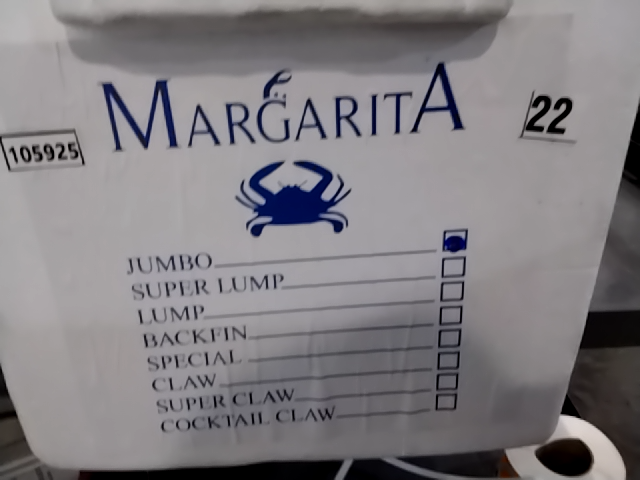 MARGARITA
22
105925
JUMBO
SUPER LUMP
LUMP
BACKFIN
SPECIAL
CLAW
SUPER CLAW
COCKTAIL CLAW